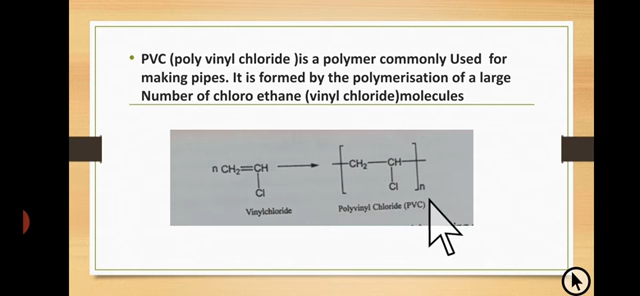 • PVC (poly vinyl chloride )is a polymer commonly Used for
making pipes. It is formed by the polymerisation of a large
Number of chloro ethane (vinyl chloride)molecules
n CH₂=CH → [CH₂—CH]n
Cl Cl
Vinylchloride Polyvinyl Chloride (PVC)